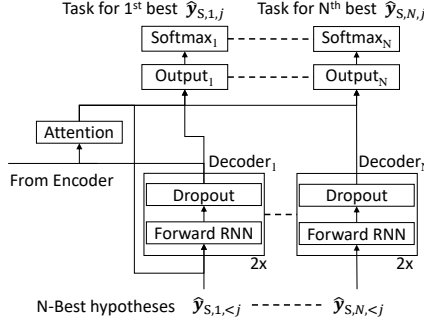 Task for 1st best ŷS,1,j
Task for Nth best ŷS,N,j
Softmax1
SoftmaxN
Output1
OutputN
Attention
Decoder1
DecoderN
From Encoder
Dropout
Dropout
Forward RNN
Forward RNN
2x
2x
N-Best hypotheses ŷS,1,<j
ŷS,N,<j